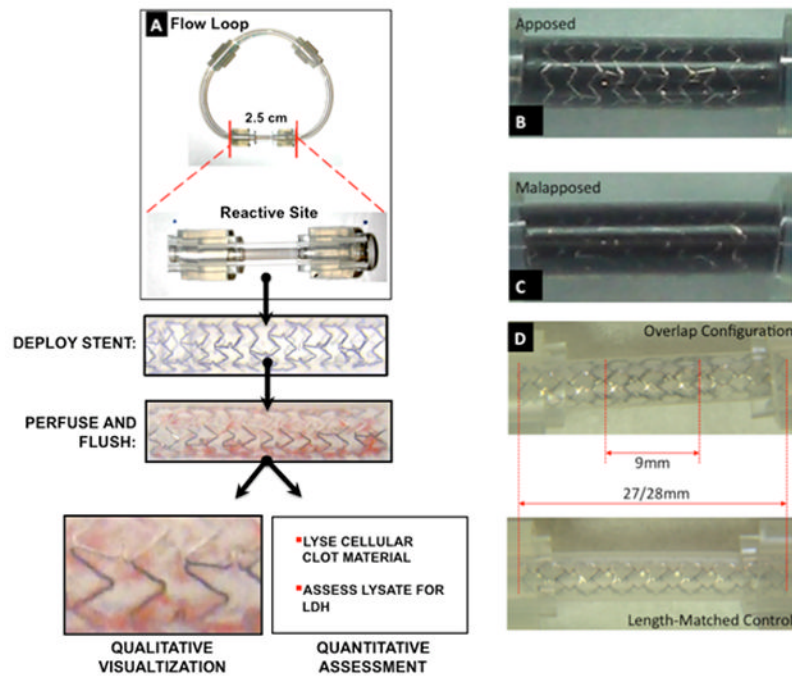 A
Flow Loop
2.5 cm
Reactive Site
DEPLOY STENT:
PERFUSE AND
FLUSH:
LYSE CELLULAR
CLOT MATERIAL
ASSESS LYSATE FOR
LDH
QUALITATIVE
VISUALTIZATION
QUANTITATIVE
ASSESSMENT
Apposed
B
Malapposed
C
D
Overlap Configuration
9mm
27/28mm
Length-Matched Control